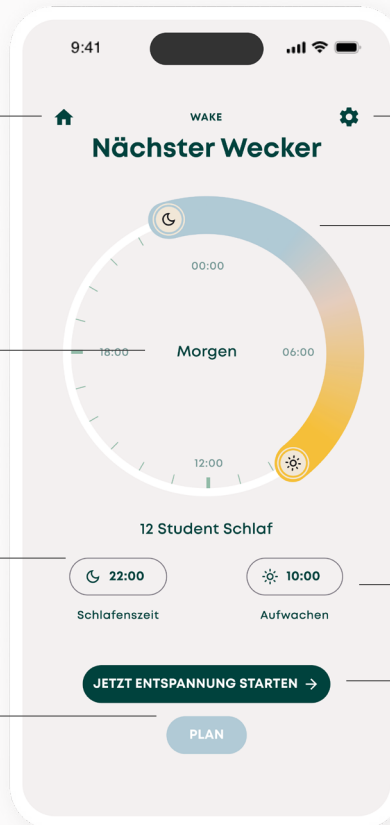 9:41
WAKE
Nächster Wecker
00:00
18:00
Morgen
06:00
12:00
12 Student Schlaf
22:00
10:00
Schlafenszeit
Aufwachen
JETZT ENTSPANNUNG STARTEN →
PLAN